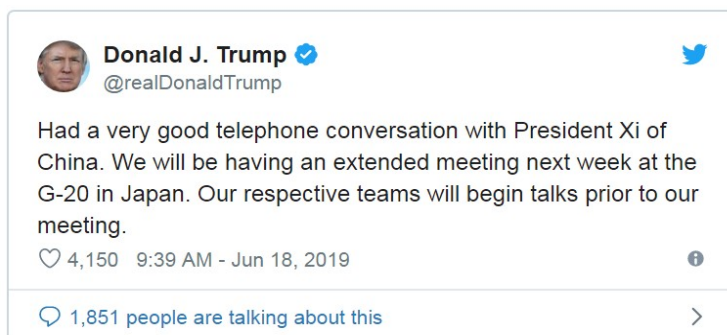 Donald J. Trump
@realDonaldTrump
Had a very good telephone conversation with President Xi of
China. We will be having an extended meeting next week at the
G-20 in Japan. Our respective teams will begin talks prior to our
meeting.
4,150 9:39 AM - Jun 18, 2019
1,851 people are talking about this